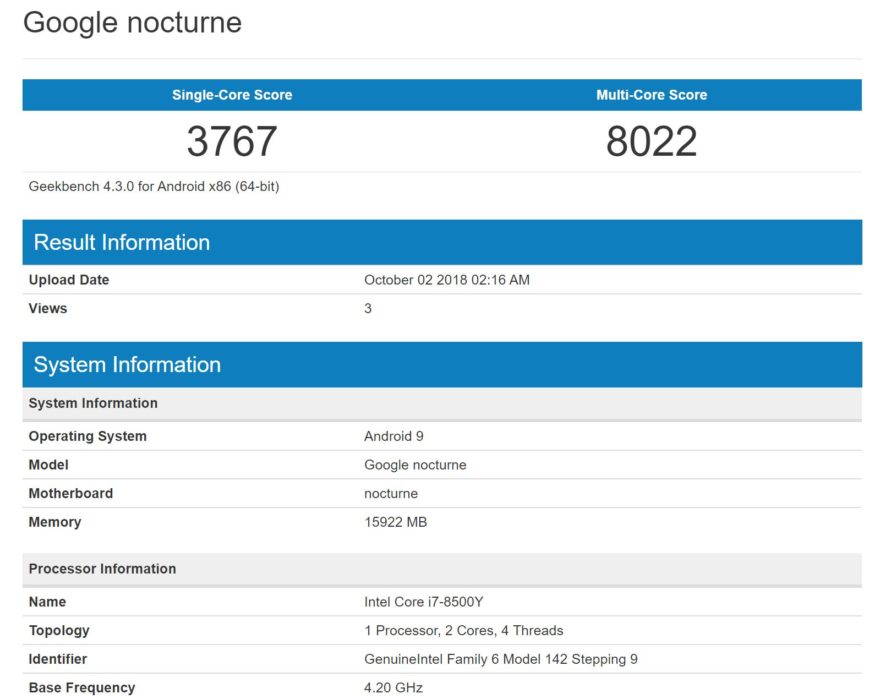 Google nocturne
Single-Core Score Multi-Core Score
3767 8022
Geekbench 4.3.0 for Android x86 (64-bit)
Result Information
Upload Date October 02 2018 02:16 AM
Views 3
System Information
System Information
Operating System Android 9
Model Google nocturne
Motherboard nocturne
Memory 15922 MB
Processor Information
Name Intel Core i7-8500Y
Topology 1 Processor, 2 Cores, 4 Threads
Identifier GenuineIntel Family 6 Model 142 Stepping 9
Base Frequency 4.20 GHz